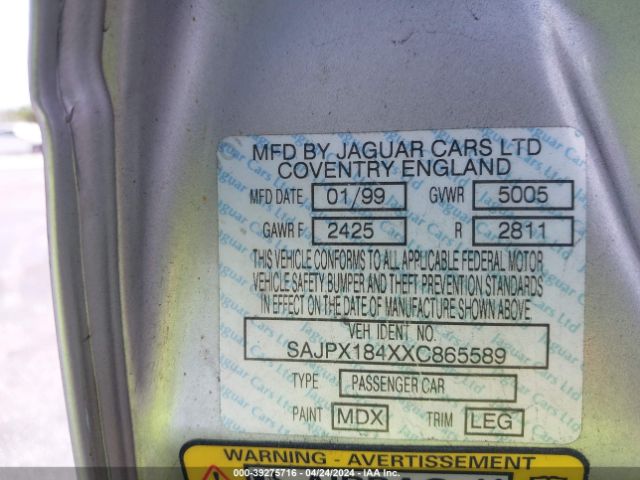 MFD BY JAGUAR CARS LTD
COVENTRY ENGLAND
MFD DATE 01/99 GVWR 5005
GAWR F 2425 R 2811
THIS VEHICLE CONFORMS TO ALL APPLICABLE FEDERAL MOTOR
VEHICLE SAFETY BUMPER AND THEFT PREVENTION STANDARDS
IN EFFECT ON THE DATE OF MANUFACTURE SHOWN ABOVE
VEH IDENT NO.
SAJPX184XXC865589
TYPE PASSENGER CAR
PAINT MDX TRIM LEG
WARNING - AVERTISSEMENT
000-39275716 - 04/24/2024 - IAA Inc.